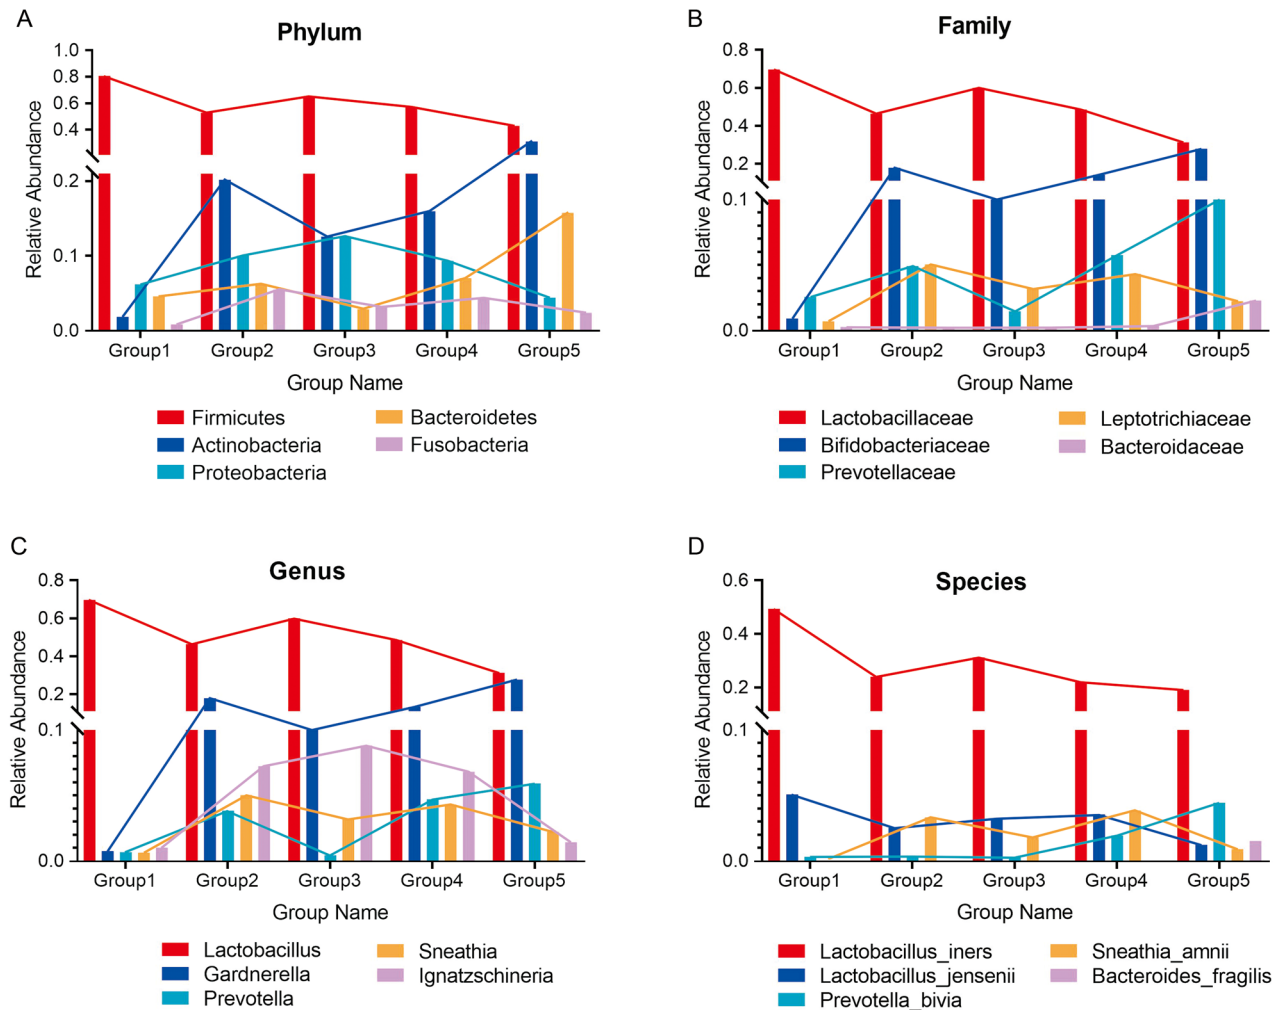 A
Phylum
1.0
0.8
0.6
0.4
0.2
0.1
0.0
Relative Abundance
Group1 Group2 Group3 Group4 Group5
Group Name
Firmicutes Bacteroidetes
Actinobacteria Fusobacteria
Proteobacteria
B
Family
0.8
0.6
0.4
0.2
0.1
0.0
Relative Abundance
Group1 Group2 Group3 Group4 Group5
Group Name
Lactobacillaceae Leptotrichiaceae
Bifidobacteriaceae Bacteroidaceae
Prevotellaceae
C
Genus
0.8
0.6
0.4
0.2
0.1
0.0
Relative Abundance
Group1 Group2 Group3 Group4 Group5
Group Name
Lactobacillus Sneathia
Gardnerella Ignatzschineria
Prevotella
D
Species
0.6
0.4
0.2
0.1
0.0
Relative Abundance
Group1 Group2 Group3 Group4 Group5
Group Name
Lactobacillus_iners Sneathia_amnii
Lactobacillus_jensenii Bacteroides_fragilis
Prevotella_bivia